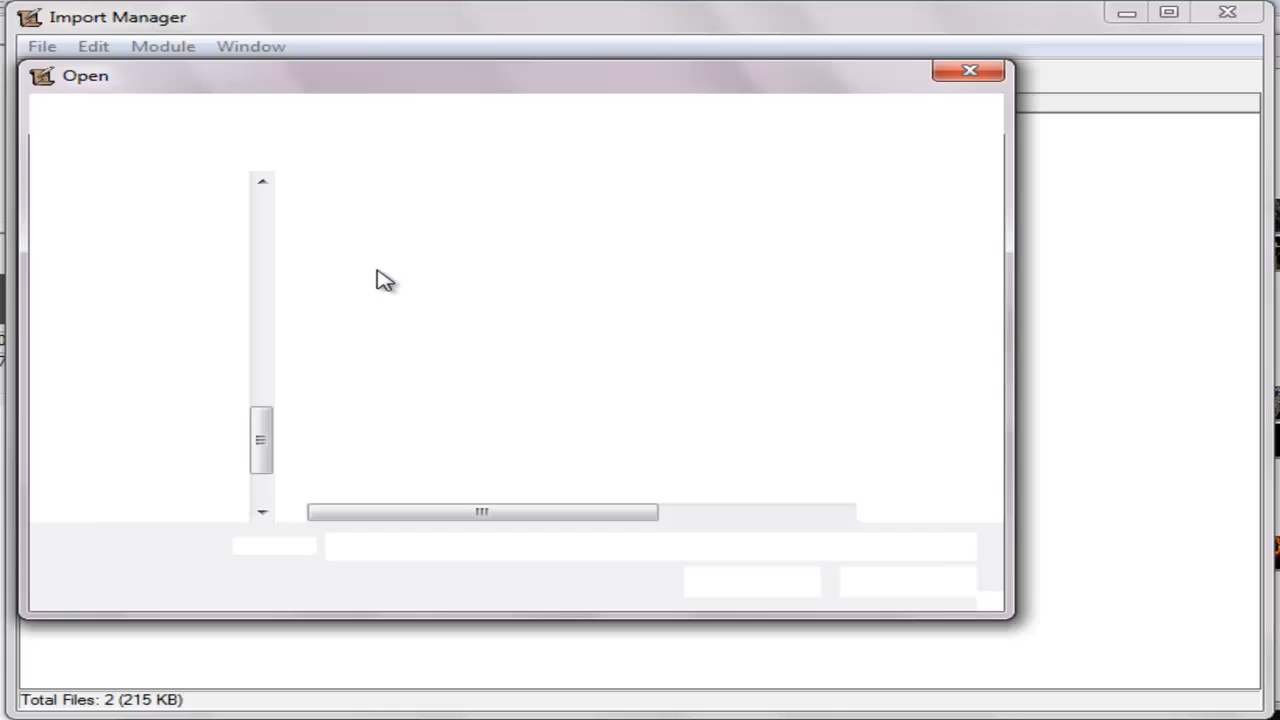 Import Manager
File Edit Module Window
Open
Total Files: 2 (215 KB)